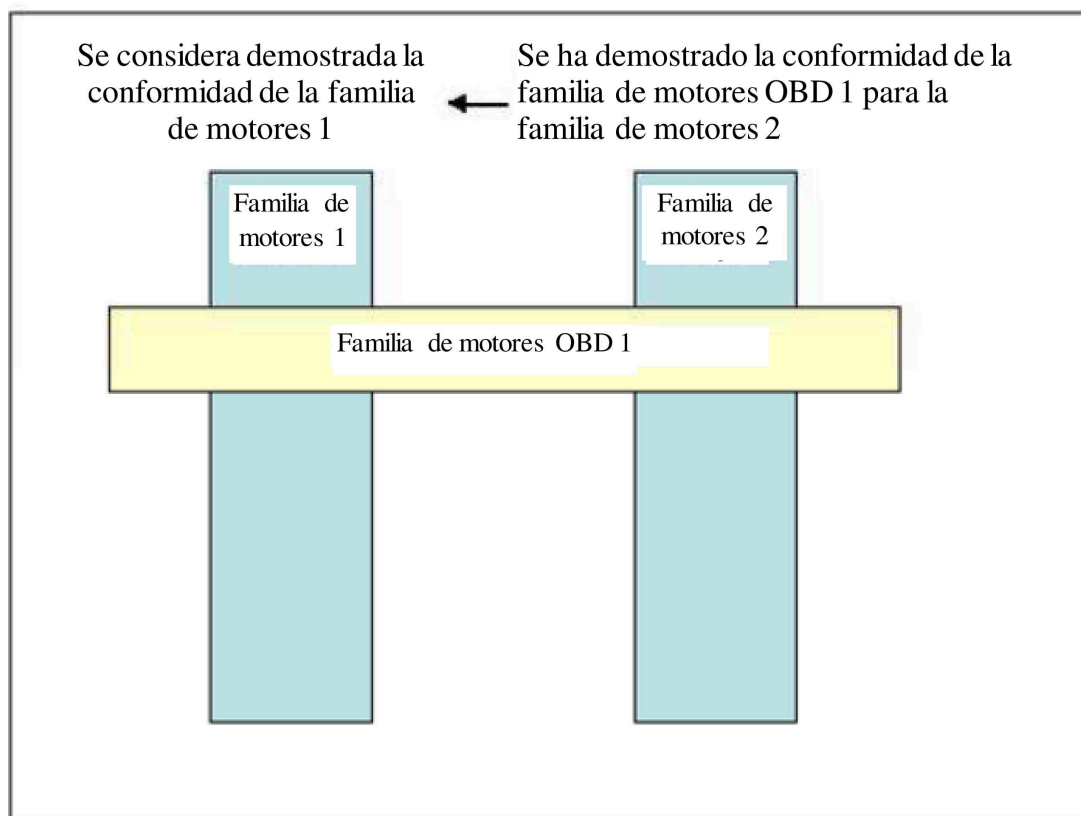 Se considera demostrada la
conformidad de la familia
de motores 1
Se ha demostrado la conformidad de la
familia de motores OBD 1 para la
familia de motores 2
Familia de
motores 1
Familia de
motores 2
Familia de motores OBD 1